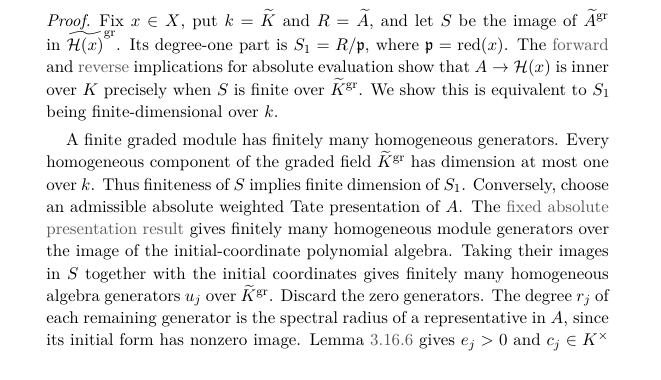 Proof. Fix x ∈ X, put k = K̃ and R = Ã, and let S be the image of Ã^gr
in \widetilde{ℋ(x)}^gr. Its degree-one part is S₁ = R/𝔭, where 𝔭 = red(x). The forward
and reverse implications for absolute evaluation show that A → ℋ(x) is inner
over K precisely when S is finite over K̃^gr. We show this is equivalent to S₁
being finite-dimensional over k.
A finite graded module has finitely many homogeneous generators. Every
homogeneous component of the graded field K̃^gr has dimension at most one
over k. Thus finiteness of S implies finite dimension of S₁. Conversely, choose
an admissible absolute weighted Tate presentation of A. The fixed absolute
presentation result gives finitely many homogeneous module generators over
the image of the initial-coordinate polynomial algebra. Taking their images
in S together with the initial coordinates gives finitely many homogeneous
algebra generators u_j over K̃^gr. Discard the zero generators. The degree r_j of
each remaining generator is the spectral radius of a representative in A, since
its initial form has nonzero image. Lemma 3.16.6 gives e_j > 0 and c_j ∈ K^×